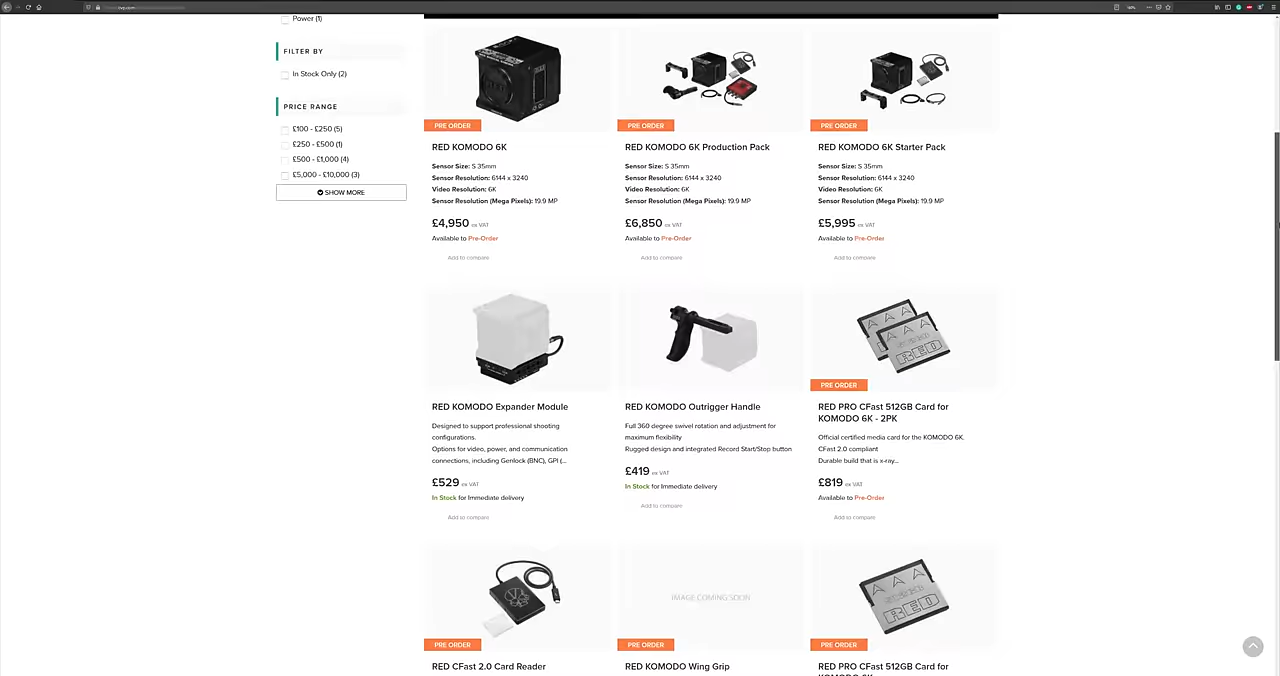 Power (1)
FILTER BY
In Stock Only (2)
PRICE RANGE
£100 - £250 (5)
£250 - £500 (1)
£500 - £1,000 (4)
£5,000 - £10,000 (3)
SHOW MORE
PRE ORDER
RED KOMODO 6K
Sensor Size: S 35mm
Sensor Resolution: 6144 x 3240
Video Resolution: 6K
Sensor Resolution (Mega Pixels): 19.9 MP
£4,950 ex VAT
Available to Pre-Order
Add to compare
PRE ORDER
RED KOMODO 6K Production Pack
Sensor Size: S 35mm
Sensor Resolution: 6144 x 3240
Video Resolution: 6K
Sensor Resolution (Mega Pixels): 19.9 MP
£6,850 ex VAT
Available to Pre-Order
Add to compare
PRE ORDER
RED KOMODO 6K Starter Pack
Sensor Size: S 35mm
Sensor Resolution: 6144 x 3240
Video Resolution: 6K
Sensor Resolution (Mega Pixels): 19.9 MP
£5,995 ex VAT
Available to Pre-Order
Add to compare
RED KOMODO Expander Module
Designed to support professional shooting
configurations.
Options for video, power, and communication
connections, including Genlock (BNC), GPI (...
£529 ex VAT
In Stock for Immediate delivery
Add to compare
RED KOMODO Outrigger Handle
Full 360 degree swivel rotation and adjustment for
maximum flexibility
Rugged design and integrated Record Start/Stop button
£419 ex VAT
In Stock for Immediate delivery
Add to compare
RED
PRE ORDER
RED PRO CFast 512GB Card for
KOMODO 6K - 2PK
Official certified media card for the KOMODO 6K.
CFast 2.0 compliant
Durable build that is x-ray...
£819 ex VAT
Available to Pre-Order
Add to compare
PRE ORDER
RED CFast 2.0 Card Reader
IMAGE COMING SOON
PRE ORDER
RED KOMODO Wing Grip
RED
PRE ORDER
RED PRO CFast 512GB Card for
KOMODO 6K